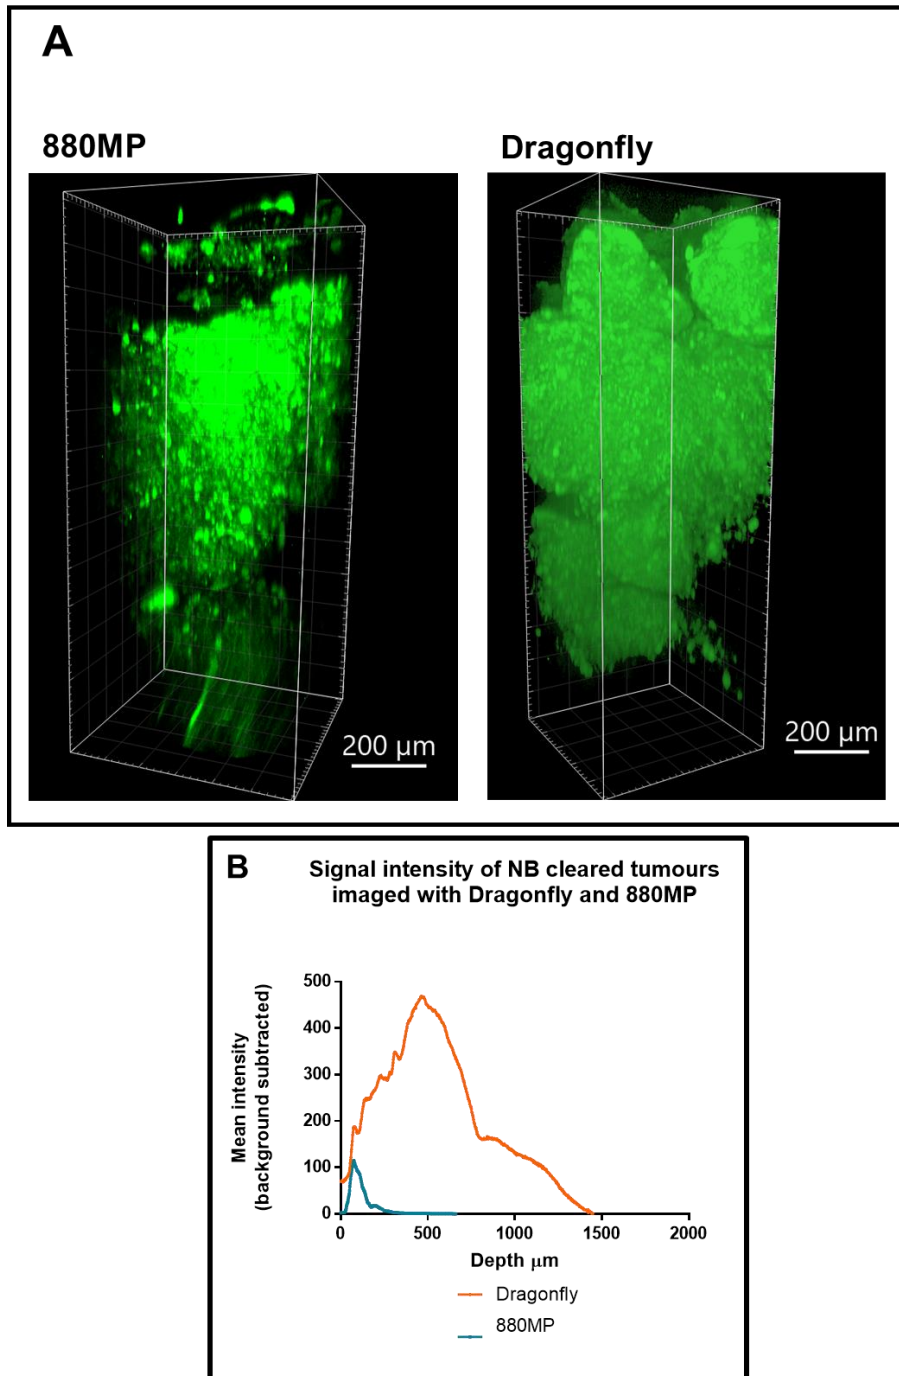 A
880MP
Dragonfly
200 µm
200 µm
B
Signal intensity of NB cleared tumours
imaged with Dragonfly and 880MP
Mean intensity
(background subtracted)
500
400
300
200
100
0
0
500
1000
1500
2000
Depth µm
Dragonfly
880MP